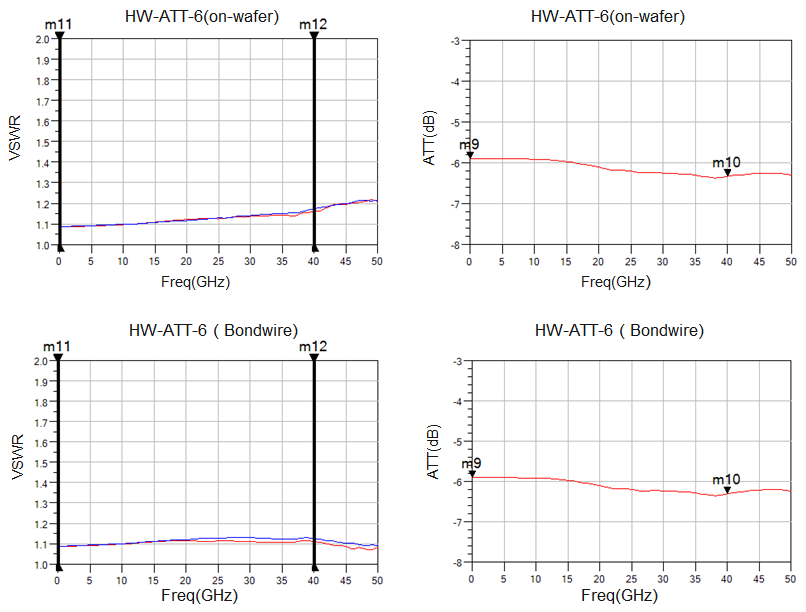 HW-ATT-6(on-wafer)
m11 m12
2.0
1.9
1.8
1.7
1.6
1.5
1.4
1.3
1.2
1.1
1.0
VSWR
0 5 10 15 20 25 30 35 40 45 50
Freq(GHz)
HW-ATT-6(on-wafer)
-3
-4
-5
-6
-7
-8
ATT(dB)
m9
m10
0 5 10 15 20 25 30 35 40 45 50
Freq(GHz)
HW-ATT-6 ( Bondwire)
m11 m12
2.0
1.9
1.8
1.7
1.6
1.5
1.4
1.3
1.2
1.1
1.0
VSWR
0 5 10 15 20 25 30 35 40 45 50
Freq(GHz)
HW-ATT-6 ( Bondwire)
-3
-4
-5
-6
-7
-8
ATT(dB)
m9
m10
0 5 10 15 20 25 30 35 40 45 50
Freq(GHz)